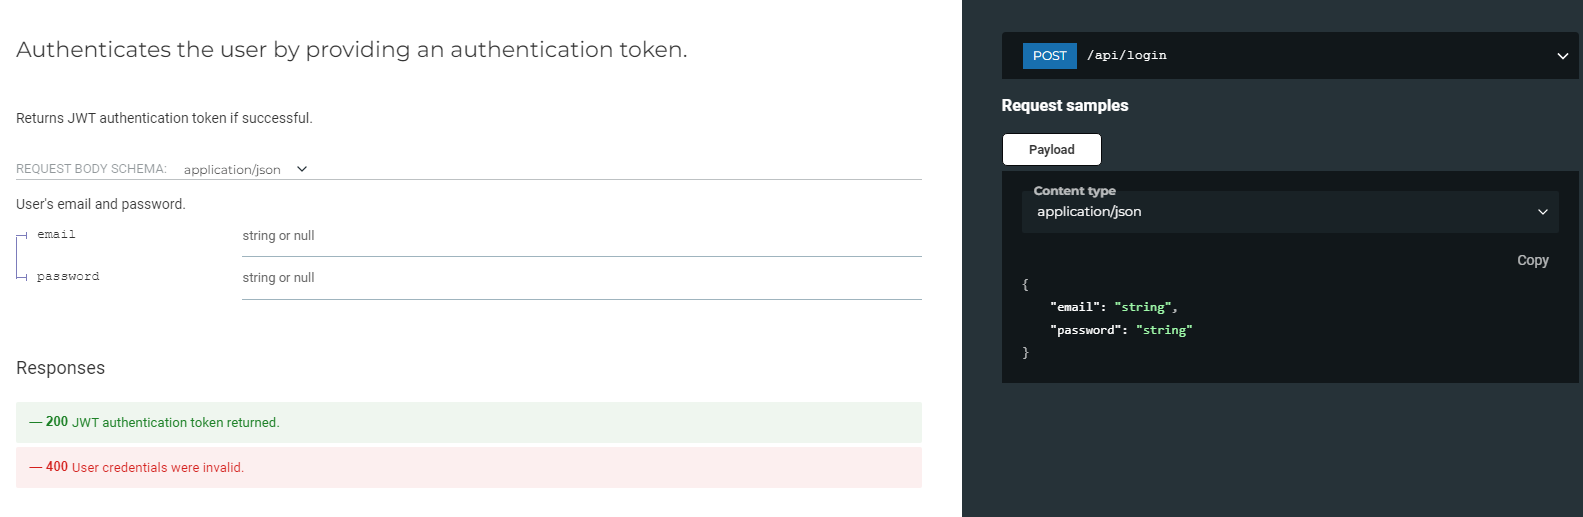 Authenticates the user by providing an authentication token.
Returns JWT authentication token if successful.
REQUEST BODY SCHEMA: application/json
User's email and password.
email string or null
password string or null
Responses
— 200 JWT authentication token returned.
— 400 User credentials were invalid.
POST /api/login
Request samples
Payload
Content type
application/json
Copy
{
"email": "string",
"password": "string"
}